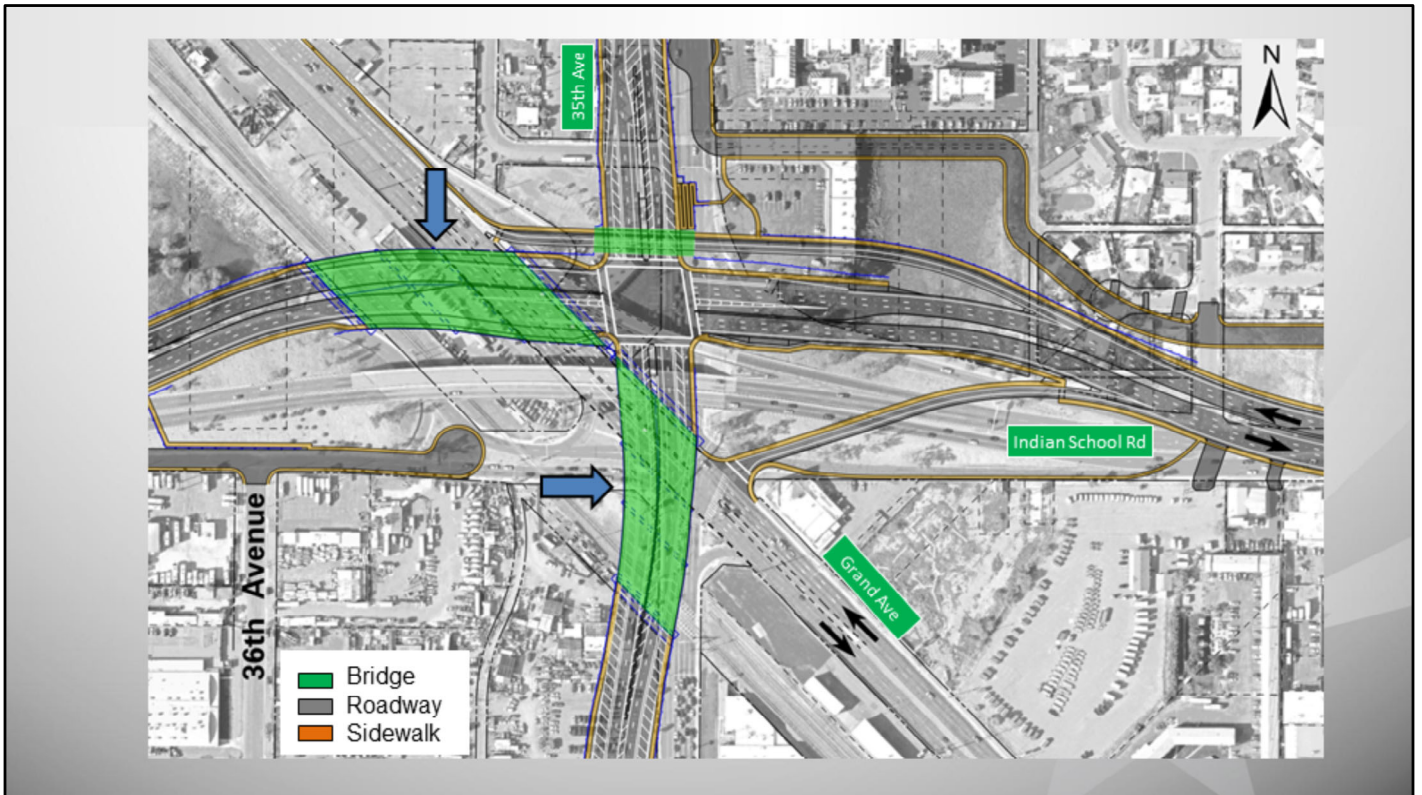 35th Ave
N
Indian School Rd
Grand Ave
36th Avenue
Bridge
Roadway
Sidewalk